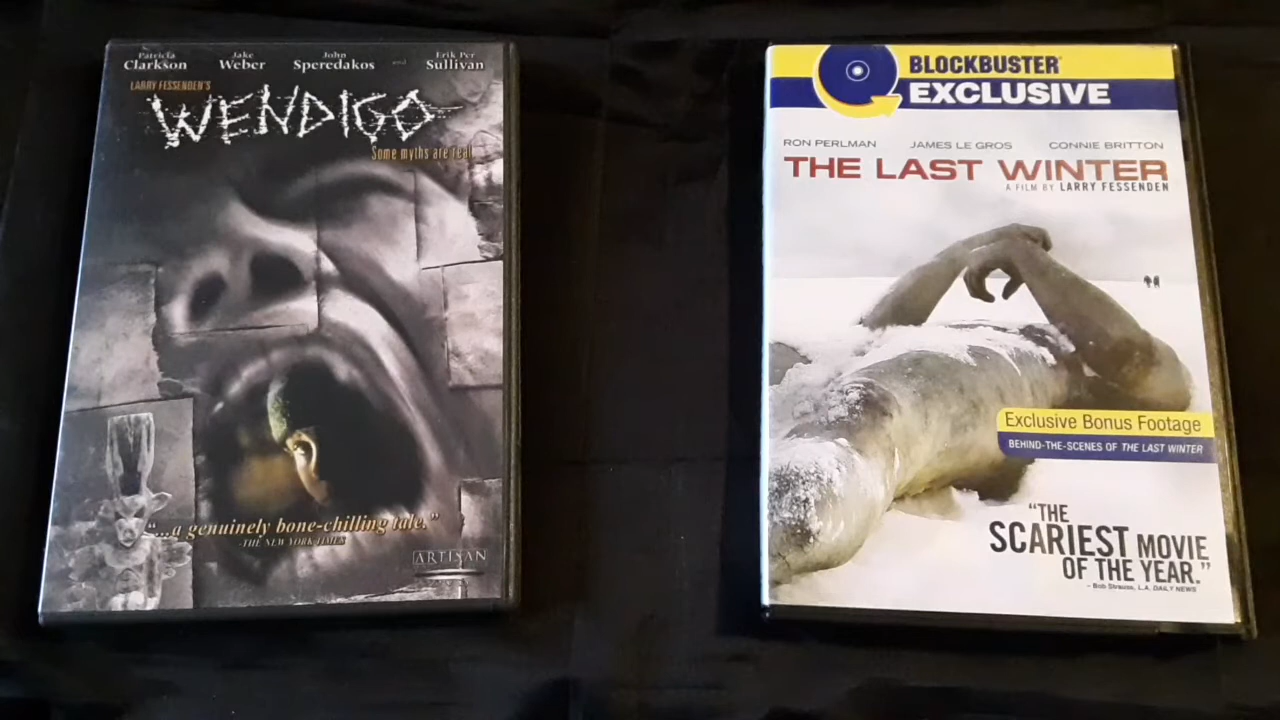 Patricia Clarkson Jake Weber John Speredakos and Erik Per Sullivan
LARRY FESSENDEN'S
WENDIGO
Some myths are real
"...a genuinely bone-chilling tale."
-THE NEW YORK TIMES
ARTISAN
BLOCKBUSTER
EXCLUSIVE
RON PERLMAN JAMES LE GROS CONNIE BRITTON
THE LAST WINTER
A FILM BY LARRY FESSENDEN
Exclusive Bonus Footage
BEHIND-THE-SCENES OF THE LAST WINTER
"THE
SCARIEST MOVIE
OF THE YEAR."
- Bob Strauss, L.A. DAILY NEWS